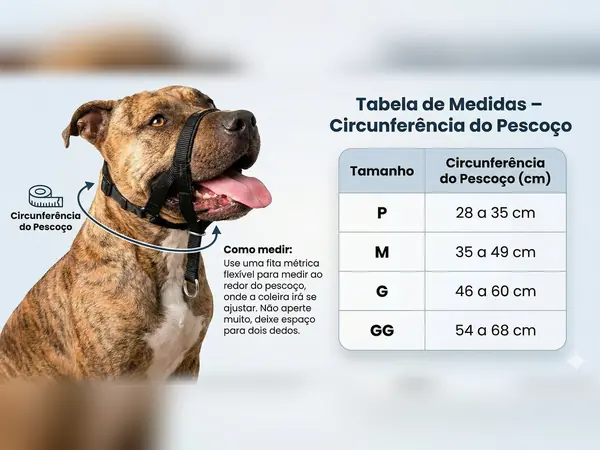 Tabela de Medidas –
Circunferência do Pescoço
Tamanho
Circunferência
do Pescoço (cm)
P
28 a 35 cm
M
35 a 49 cm
G
46 a 60 cm
GG
54 a 68 cm
Circunferência
do Pescoço
Como medir:
Use uma fita métrica
flexível para medir ao
redor do pescoço,
onde a coleira irá se
ajustar. Não aperte
muito, deixe espaço
para dois dedos.